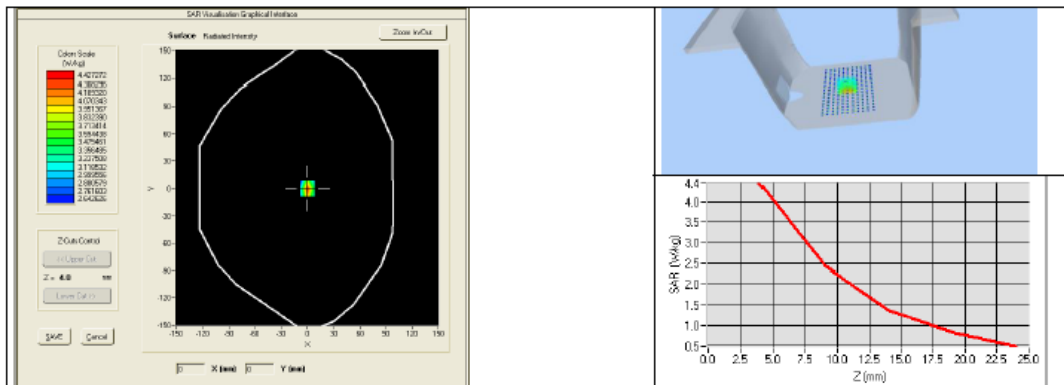 SAR Visualisation Graphical Interface
Surface Radiated Intensity
Zoom In/Out
Colors Scale
(W/kg)
4.427272
4.308296
4.189320
4.070343
3.951367
3.832390
3.713414
3.594438
3.475461
3.356485
3.237508
3.118532
2.999556
2.880579
2.761603
2.642626
150
120
90
60
30
0
-30
-60
-90
-120
-150
Y
-150 -120 -90 -60 -30 0 30 60 90 120 150
X
Z Cuts Control
Upper Cut
Z = 4.0 mm
Lower Cut
SAVE
Cancel
0 X (mm) 0 Y (mm)
SAR (W/kg)
4.4
4.0
3.5
3.0
2.5
2.0
1.5
1.0
0.5
0.0 2.5 5.0 7.5 10.0 12.5 15.0 17.5 20.0 22.5 25.0
Z (mm)